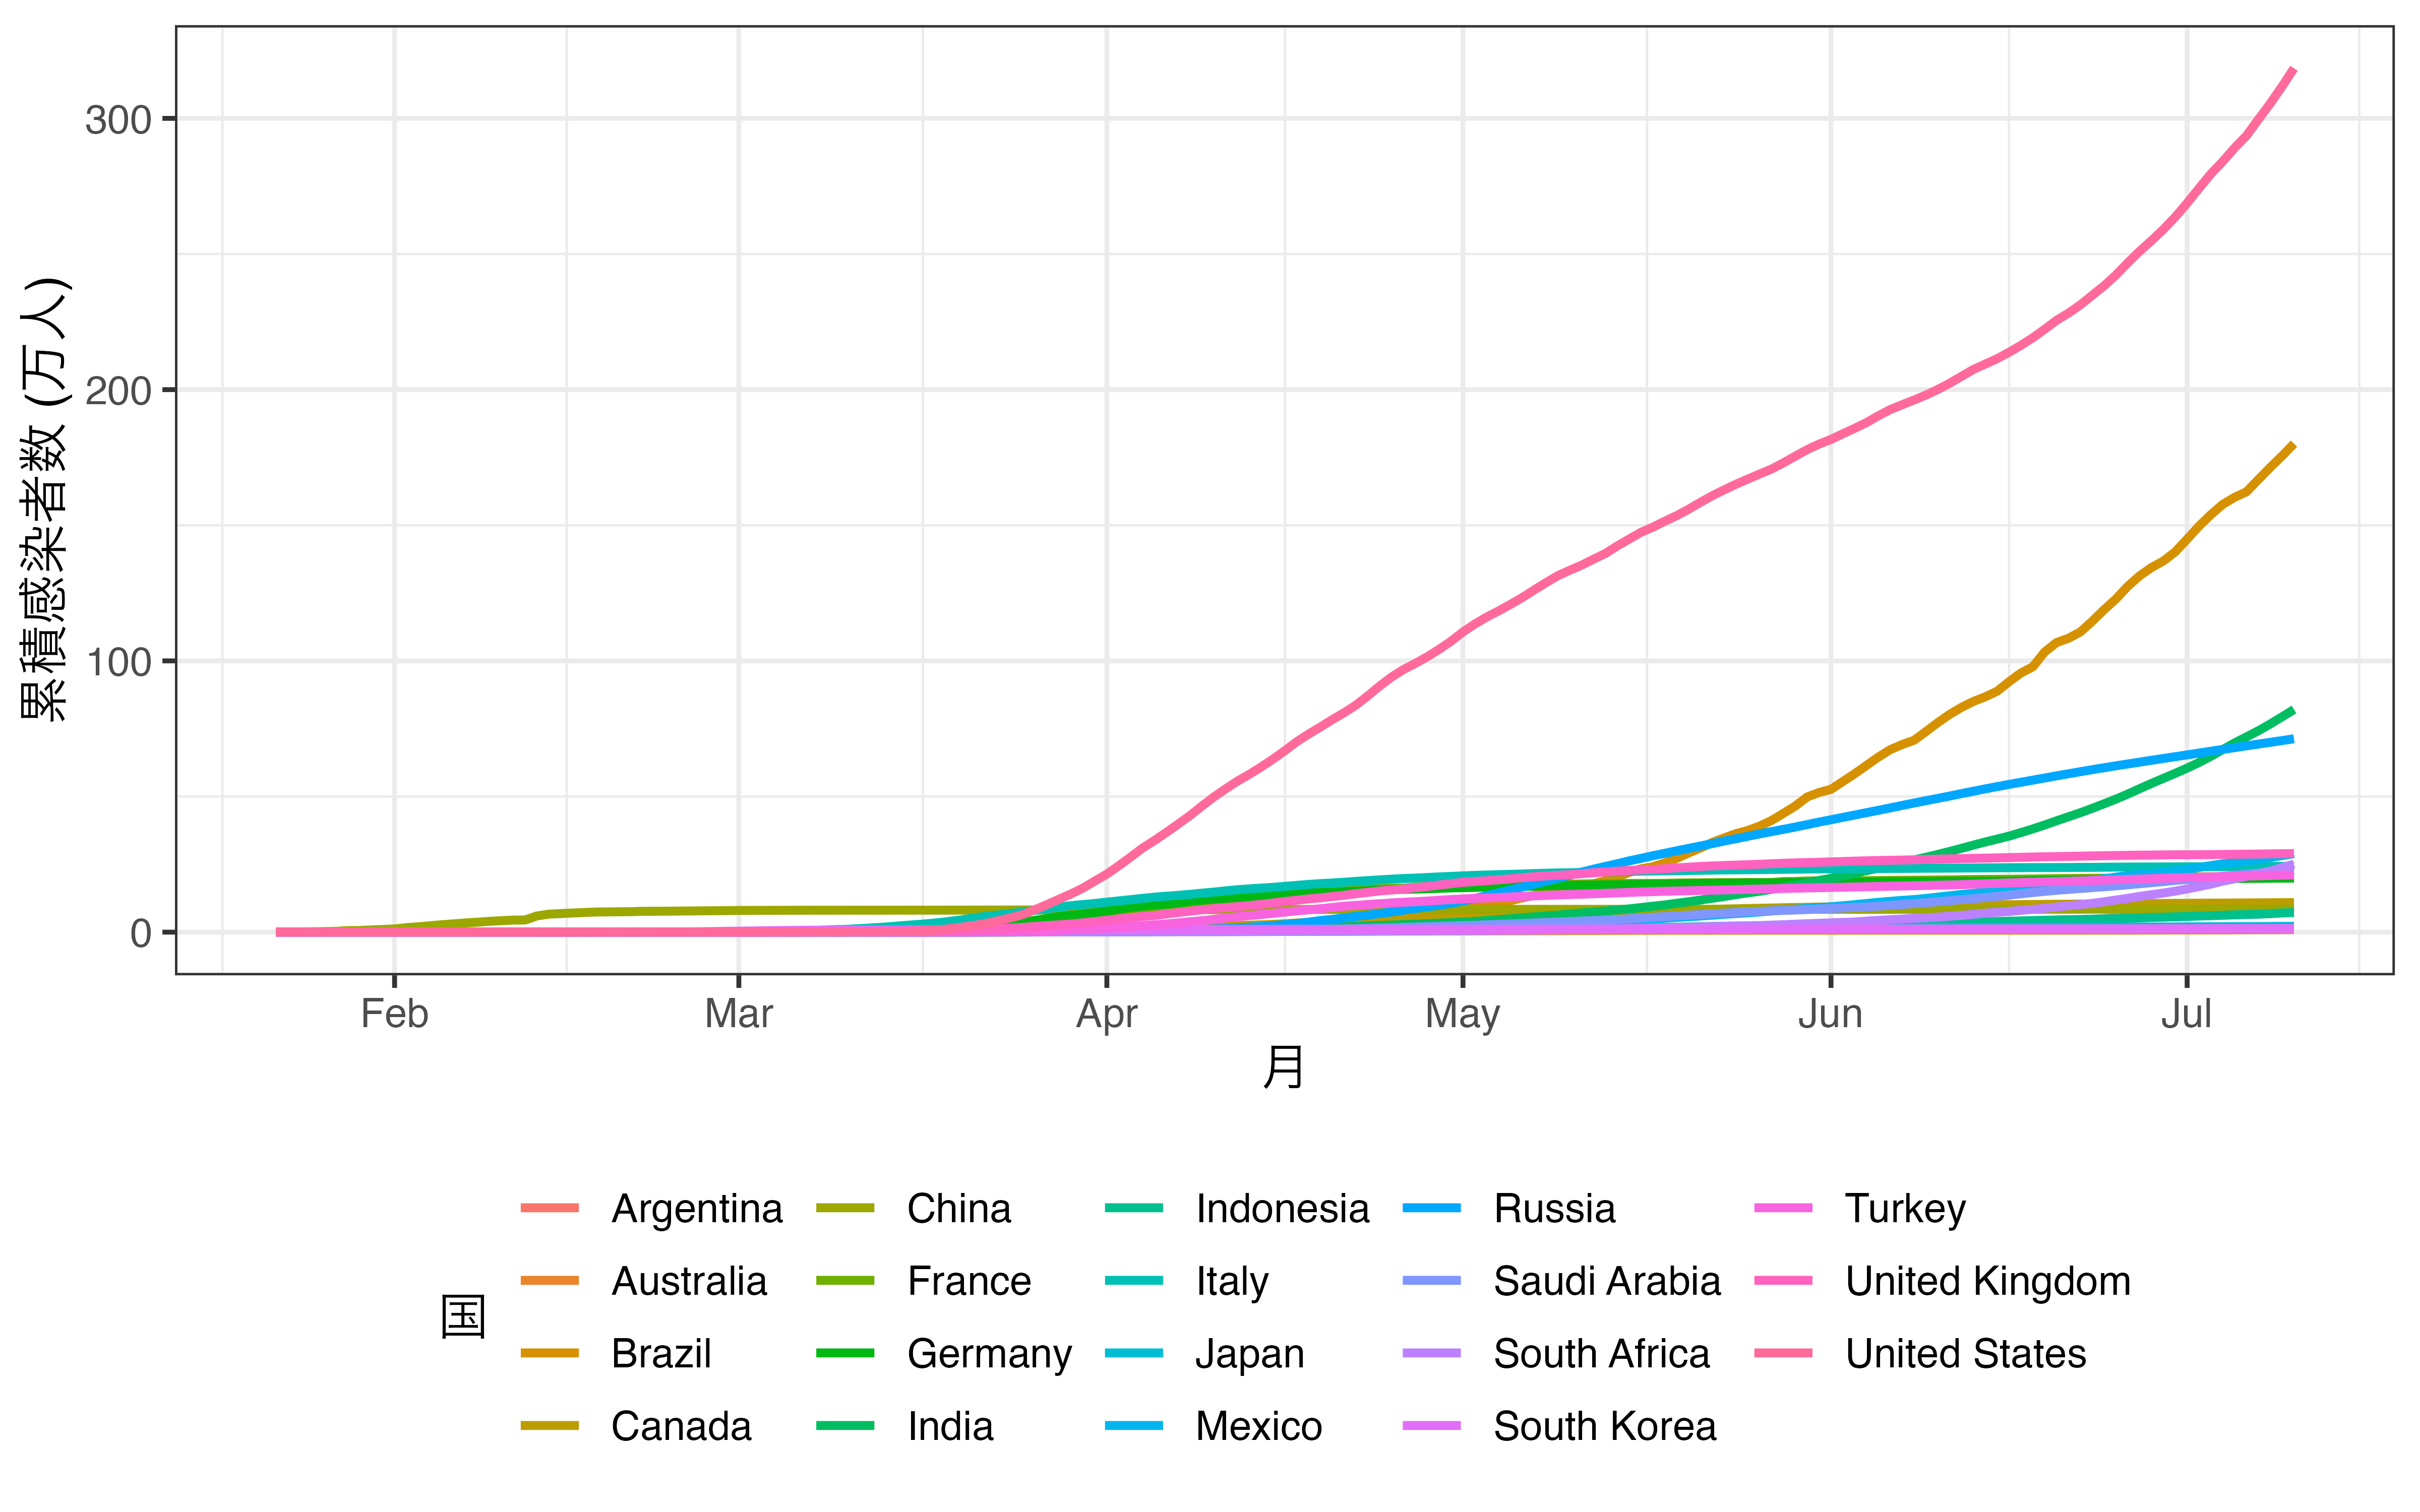 累積感染者数 (万人)
300
200
100
0
Feb Mar Apr May Jun Jul
月
国
Argentina China Indonesia Russia Turkey
Australia France Italy Saudi Arabia United Kingdom
Brazil Germany Japan South Africa United States
Canada India Mexico South Korea